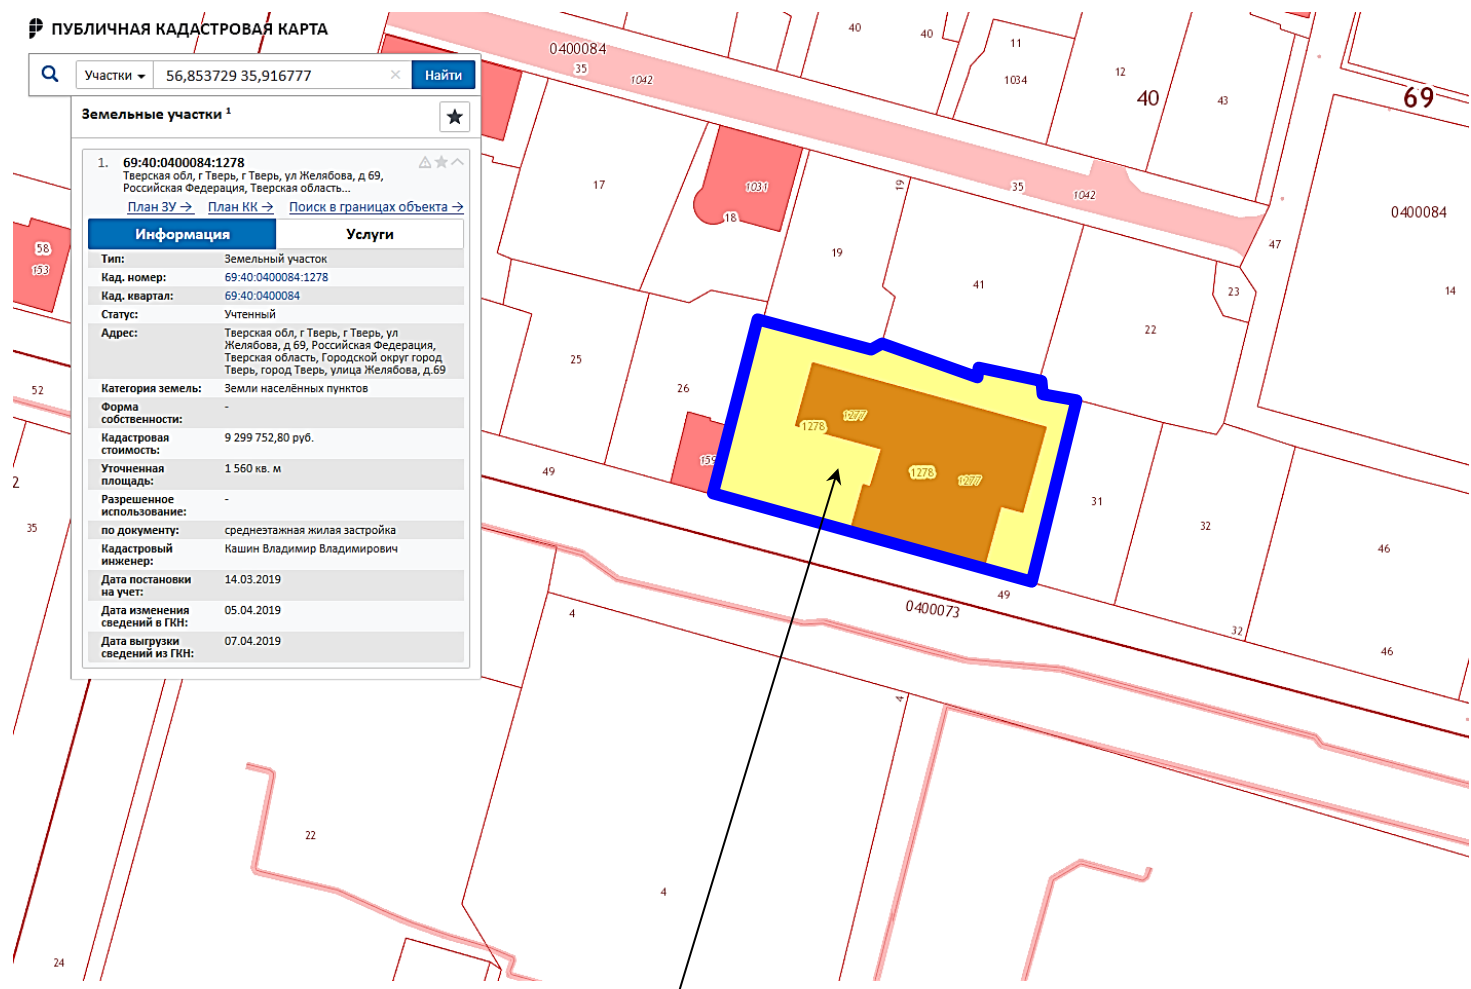 ПУБЛИЧНАЯ КАДАСТРОВАЯ КАРТА
Участки
56,853729 35,916777
×
Найти
Земельные участки 1
1. 69:40:0400084:1278
Тверская обл, г Тверь, г Тверь, ул Желябова, д 69,
Российская Федерация, Тверская область...
План ЗУ →
План КК →
Поиск в границах объекта →
Информация
Услуги
Тип: Земельный участок
Кад. номер: 69:40:0400084:1278
Кад. квартал: 69:40:0400084
Статус: Учтенный
Адрес: Тверская обл, г Тверь, г Тверь, ул
Желябова, д 69, Российская Федерация,
Тверская область, Городской округ город
Тверь, город Тверь, улица Желябова, д.69
Категория земель: Земли населённых пунктов
Форма
собственности: -
Кадастровая
стоимость: 9 299 752,80 руб.
Уточненная
площадь: 1 560 кв. м
Разрешенное
использование: -
по документу: среднеэтажная жилая застройка
Кадастровый
инженер: Кашин Владимир Владимирович
Дата постановки
на учет: 14.03.2019
Дата изменения
сведений в ГКН: 05.04.2019
Дата выгрузки
сведений из ГКН: 07.04.2019
0400084
35
1042
40
40
11
1034
12
40
43
69
17
1031
18
19
35
1042
0400084
47
58
153
19
41
23
14
22
25
26
52
1277
1278
1278
1277
159
49
31
32
2
35
46
49
0400073
4
32
46
4
22
4
24